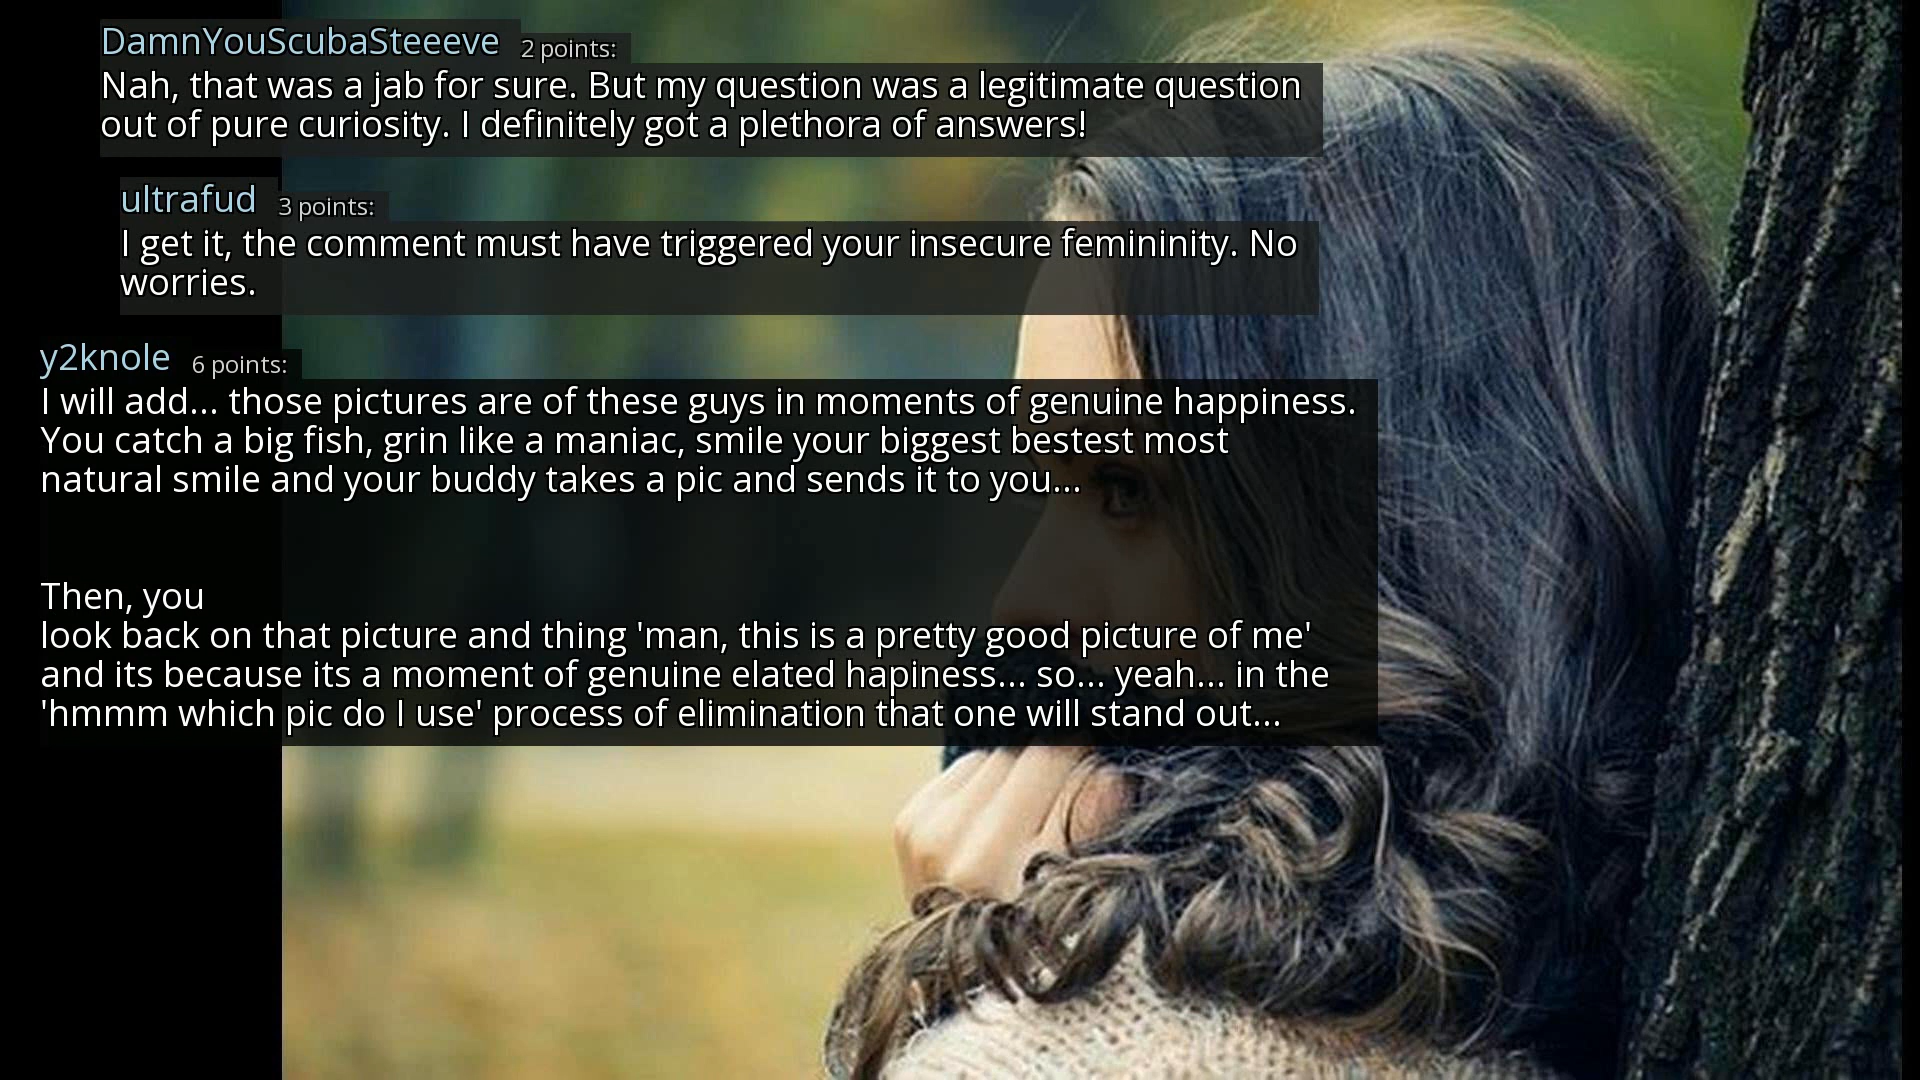 DamnYouScubaSteeeve 2 points:
Nah, that was a jab for sure. But my question was a legitimate question
out of pure curiosity. I definitely got a plethora of answers!
ultrafud 3 points:
I get it, the comment must have triggered your insecure femininity. No
worries.
y2knole 6 points:
I will add... those pictures are of these guys in moments of genuine happiness.
You catch a big fish, grin like a maniac, smile your biggest bestest most
natural smile and your buddy takes a pic and sends it to you...
Then, you
look back on that picture and thing 'man, this is a pretty good picture of me'
and its because its a moment of genuine elated hapiness... so... yeah... in the
'hmmm which pic do I use' process of elimination that one will stand out...